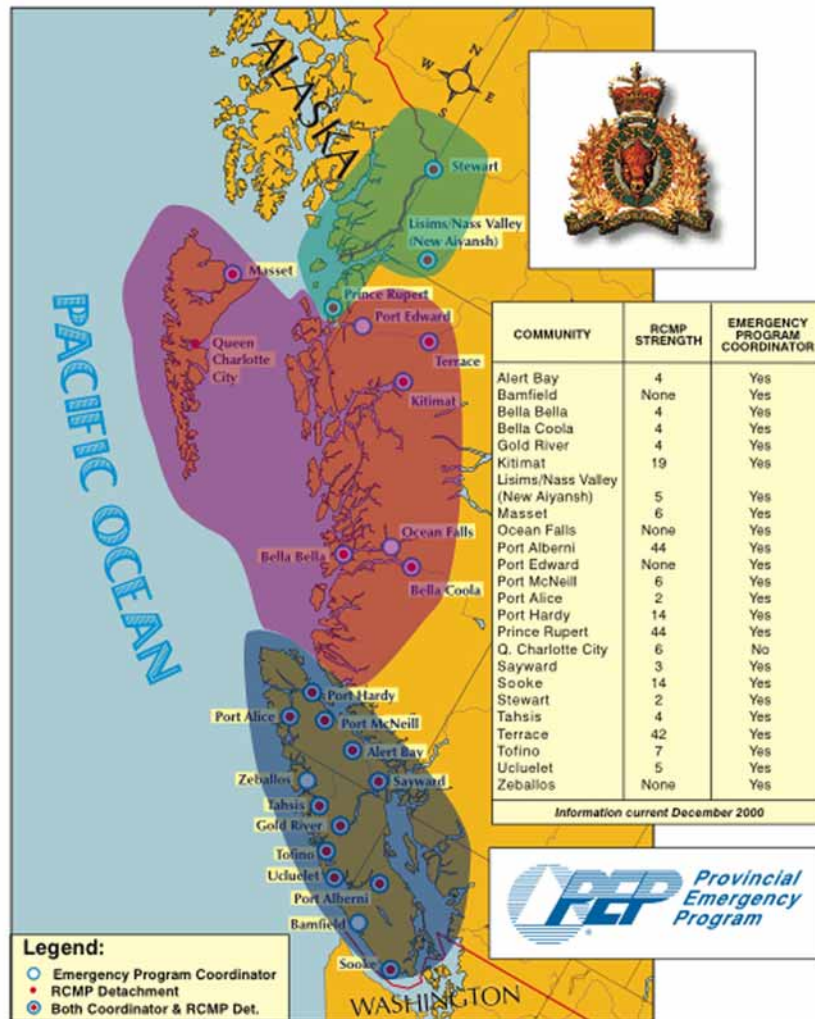 ALASKA
N
W
E
S
Stewart
Lisims/Nass Valley
(New Aiyansh)
Masset
Prince Rupert
Port Edward
Queen
Charlotte
City
Terrace
Kitimat
PACIFIC OCEAN
Ocean Falls
Bella Bella
Bella Coola
Port Hardy
Port Alice
Port McNeill
Alert Bay
Zeballos
Sayward
Tahsis
Gold River
Tofino
Ucluelet
Port Alberni
Bamfield
Sooke
WASHINGTON
Legend:
Emergency Program Coordinator
RCMP Detachment
Both Coordinator & RCMP Det.
COMMUNITY RCMP STRENGTH EMERGENCY PROGRAM COORDINATOR
Alert Bay 4 Yes
Bamfield None Yes
Bella Bella 4 Yes
Bella Coola 4 Yes
Gold River 4 Yes
Kitimat 19 Yes
Lisims/Nass Valley
(New Aiyansh) 5 Yes
Masset 6 Yes
Ocean Falls None Yes
Port Alberni 44 Yes
Port Edward None Yes
Port McNeill 6 Yes
Port Alice 2 Yes
Port Hardy 14 Yes
Prince Rupert 44 Yes
Q. Charlotte City 6 No
Sayward 3 Yes
Sooke 14 Yes
Stewart 2 Yes
Tahsis 4 Yes
Terrace 42 Yes
Tofino 7 Yes
Ucluelet 5 Yes
Zeballos None Yes
Information current December 2000
PEP
Provincial
Emergency
Program